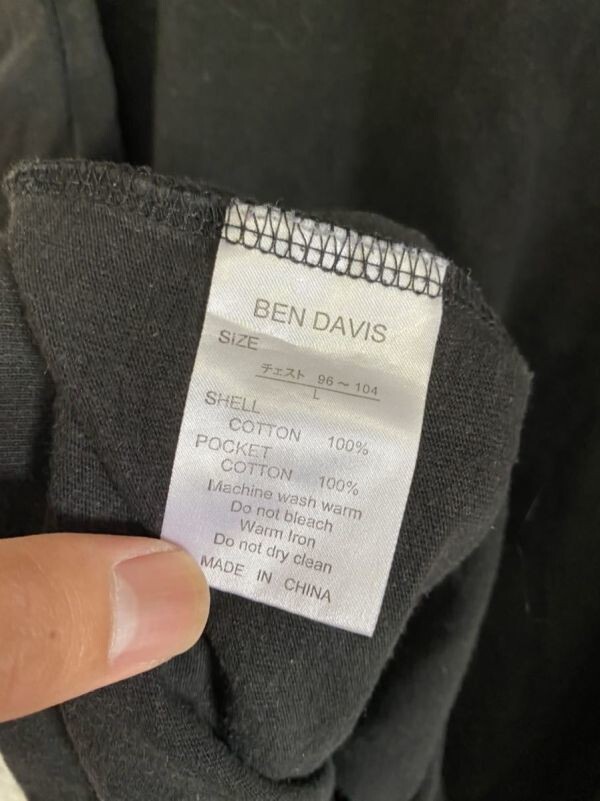 BEN DAVIS
SIZE
チェスト 96～104
L
SHELL
COTTON 100%
POCKET
COTTON 100%
Machine wash warm
Do not bleach
Warm Iron
Do not dry clean
MADE IN CHINA